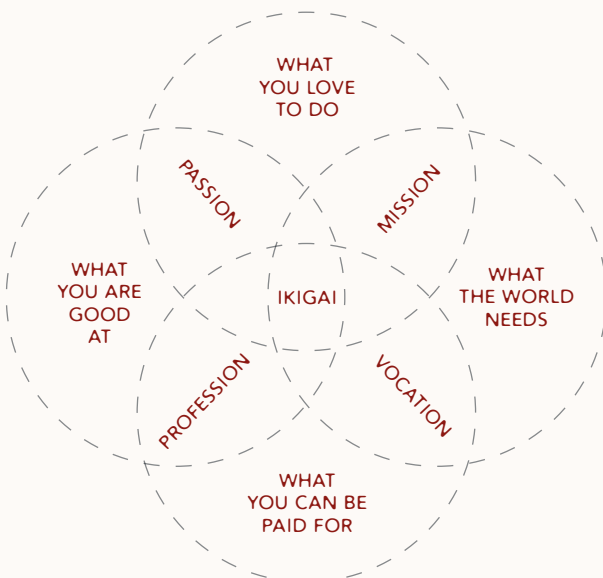 WHAT
YOU LOVE
TO DO
PASSION
MISSION
WHAT
YOU ARE
GOOD
AT
IKIGAI
WHAT
THE WORLD
NEEDS
PROFESSION
VOCATION
WHAT
YOU CAN BE
PAID FOR